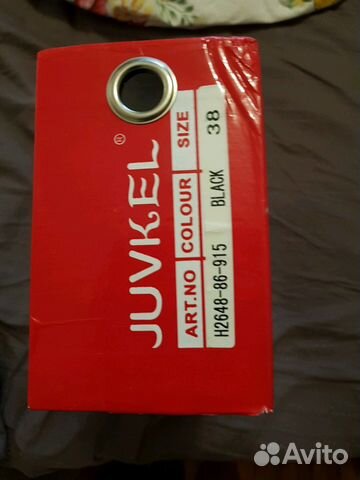 JUVKEL®
ART.NO COLOUR SIZE
H2648-86-915 BLACK 38
Avito